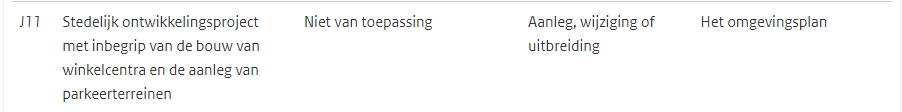 J11 Stedelijk ontwikkelingsproject Niet van toepassing Aanleg, wijziging of Het omgevingsplan
met inbegrip van de bouw van uitbreiding
winkelcentra en de aanleg van
parkeerterreinen